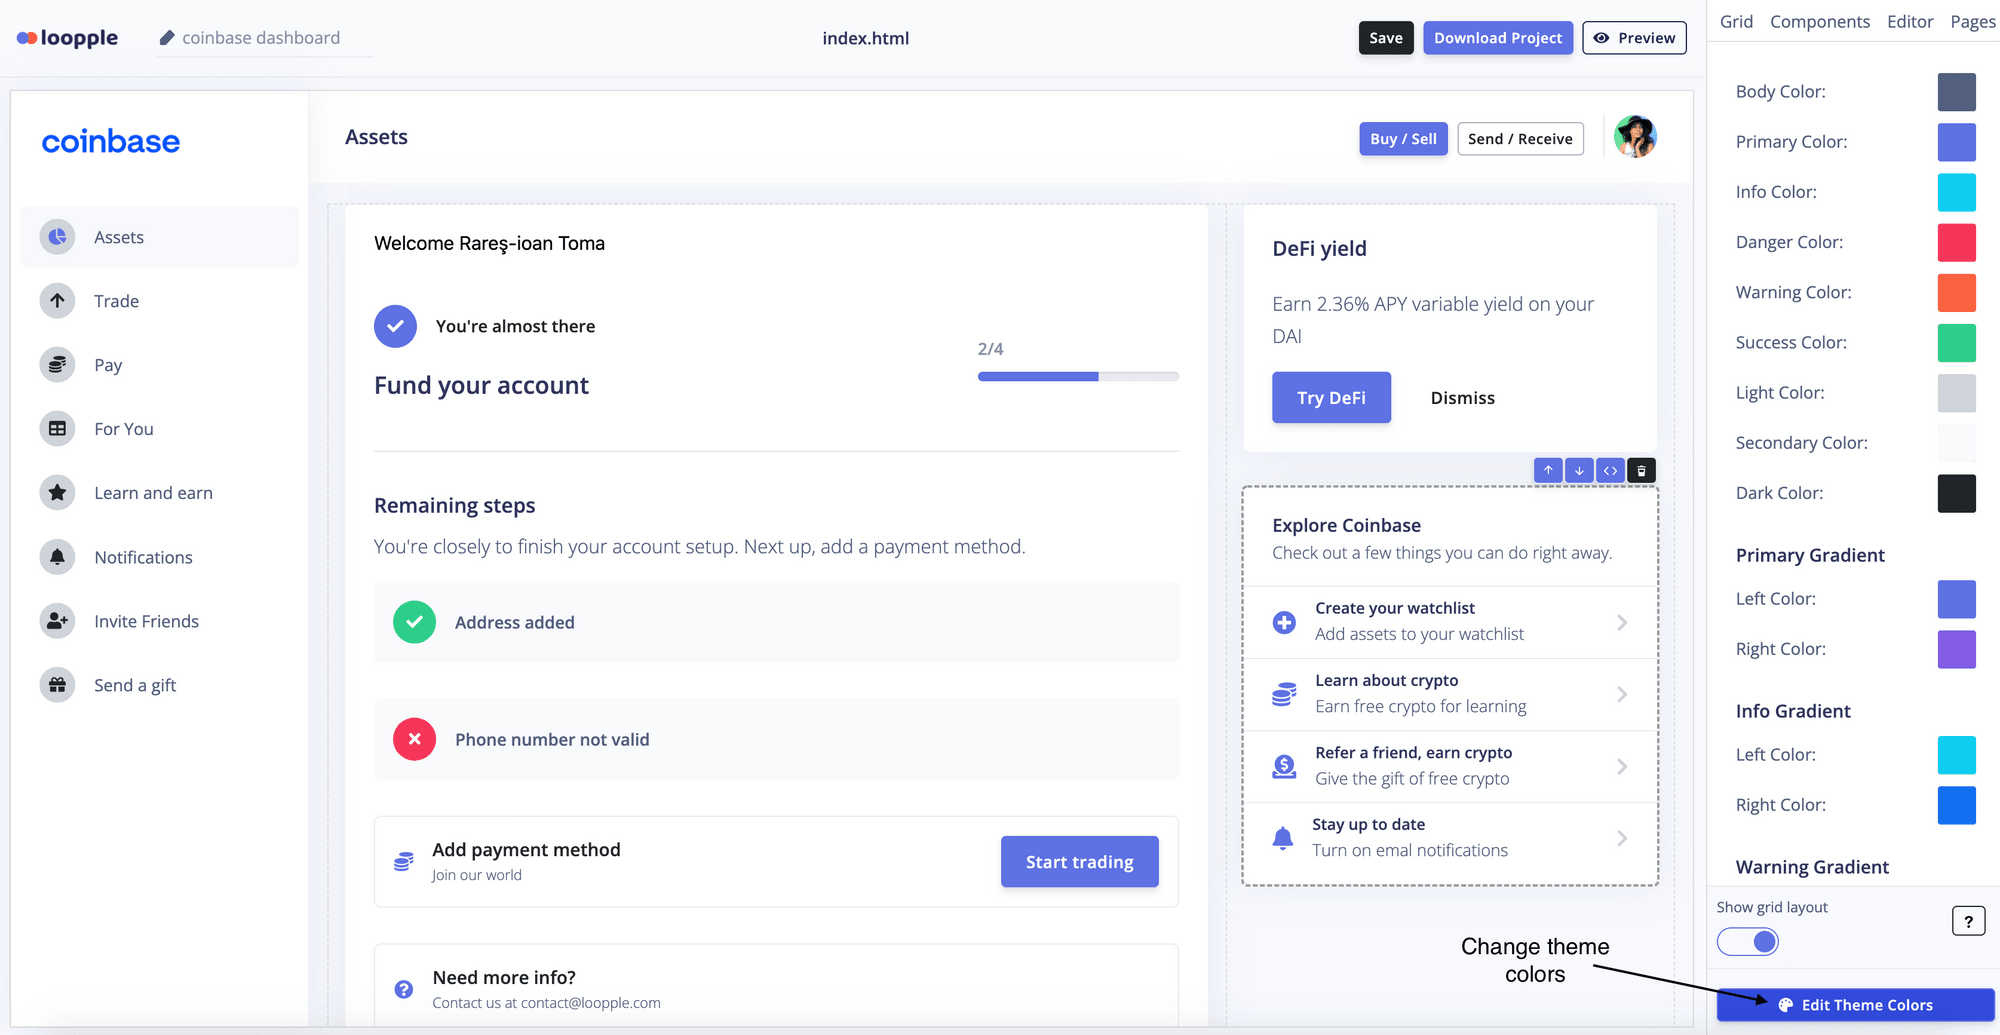 loopple
coinbase dashboard
index.html
Save
Download Project
Preview
Grid
Components
Editor
Pages
coinbase
Assets
Trade
Pay
For You
Learn and earn
Notifications
Invite Friends
Send a gift
Assets
Buy / Sell
Send / Receive
Welcome Rareș-ioan Toma
You're almost there
Fund your account
2/4
Remaining steps
You're closely to finish your account setup. Next up, add a payment method.
Address added
Phone number not valid
Add payment method
Join our world
Start trading
Need more info?
Contact us at contact@loopple.com
DeFi yield
Earn 2.36% APY variable yield on your
DAI
Try DeFi
Dismiss
Explore Coinbase
Check out a few things you can do right away.
Create your watchlist
Add assets to your watchlist
Learn about crypto
Earn free crypto for learning
Refer a friend, earn crypto
Give the gift of free crypto
Stay up to date
Turn on emal notifications
Change theme
colors
Body Color:
Primary Color:
Info Color:
Danger Color:
Warning Color:
Success Color:
Light Color:
Secondary Color:
Dark Color:
Primary Gradient
Left Color:
Right Color:
Info Gradient
Left Color:
Right Color:
Warning Gradient
Show grid layout
?
Edit Theme Colors